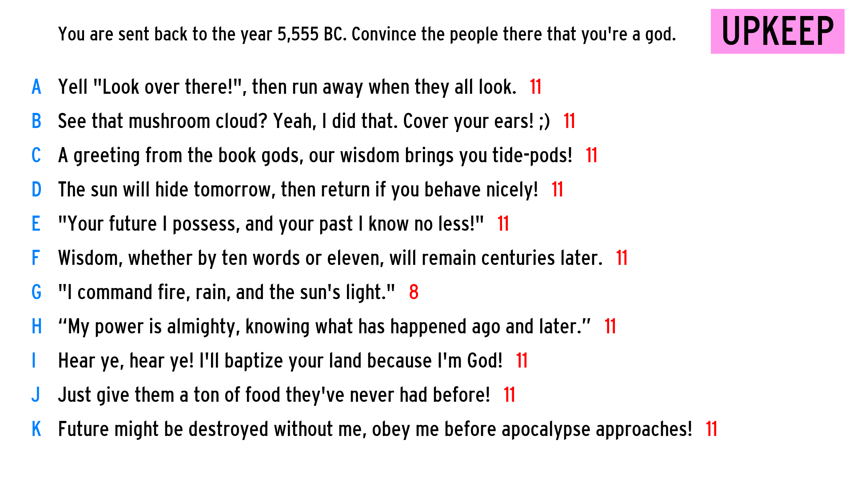 You are sent back to the year 5,555 BC. Convince the people there that you're a god. UPKEEP
A Yell "Look over there!", then run away when they all look. 11
B See that mushroom cloud? Yeah, I did that. Cover your ears! ;) 11
C A greeting from the book gods, our wisdom brings you tide-pods! 11
D The sun will hide tomorrow, then return if you behave nicely! 11
E "Your future I possess, and your past I know no less!" 11
F Wisdom, whether by ten words or eleven, will remain centuries later. 11
G "I command fire, rain, and the sun's light." 8
H “My power is almighty, knowing what has happened ago and later.” 11
I Hear ye, hear ye! I'll baptize your land because I'm God! 11
J Just give them a ton of food they've never had before! 11
K Future might be destroyed without me, obey me before apocalypse approaches! 11